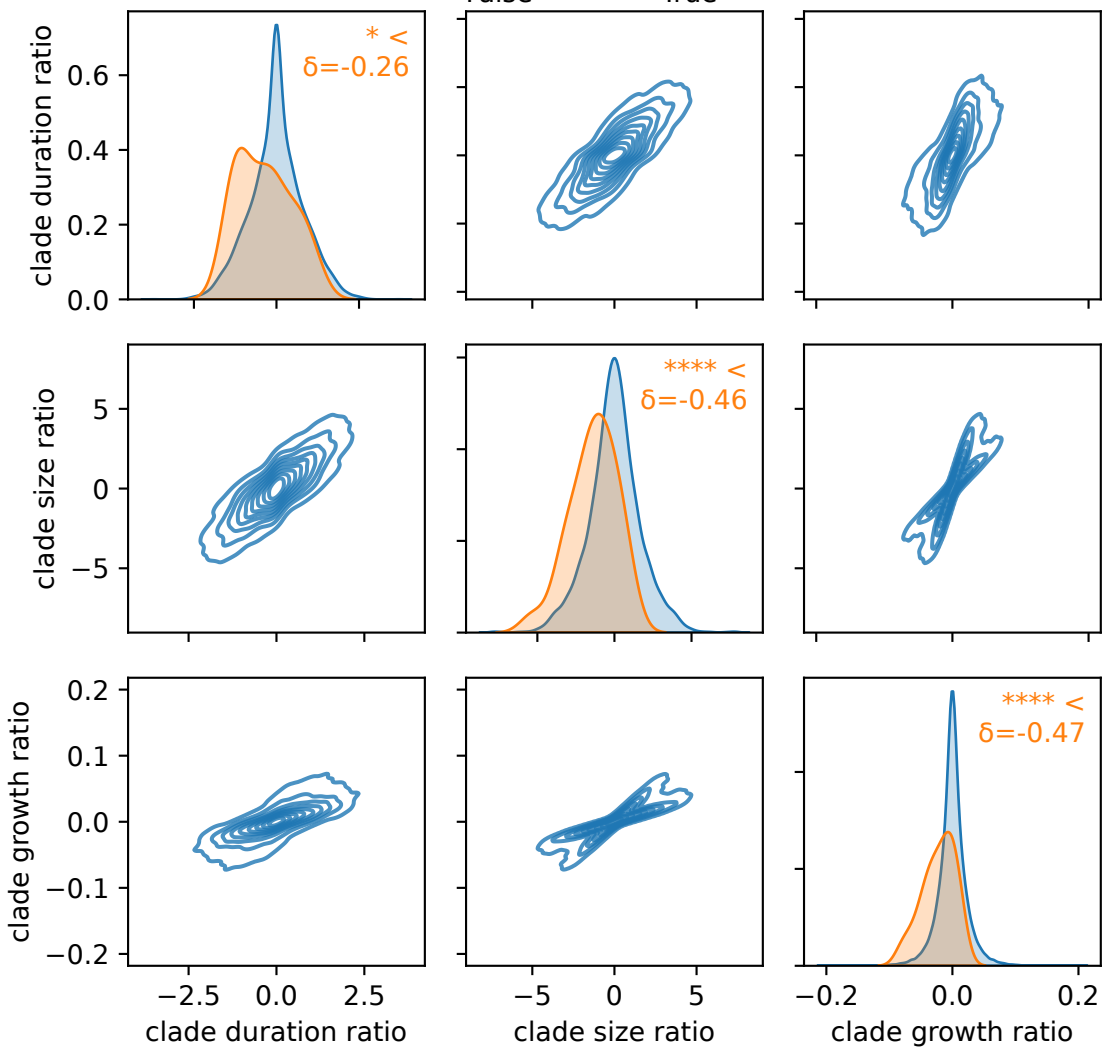 clade duration ratio
0.6
0.4
0.2
0.0
* <
δ=-0.26
clade size ratio
5
0
−5
**** <
δ=-0.46
clade growth ratio
0.2
0.1
0.0
−0.1
−0.2
**** <
δ=-0.47
−2.5 0.0 2.5
−5 0 5
−0.2 0.0 0.2
clade duration ratio
clade size ratio
clade growth ratio